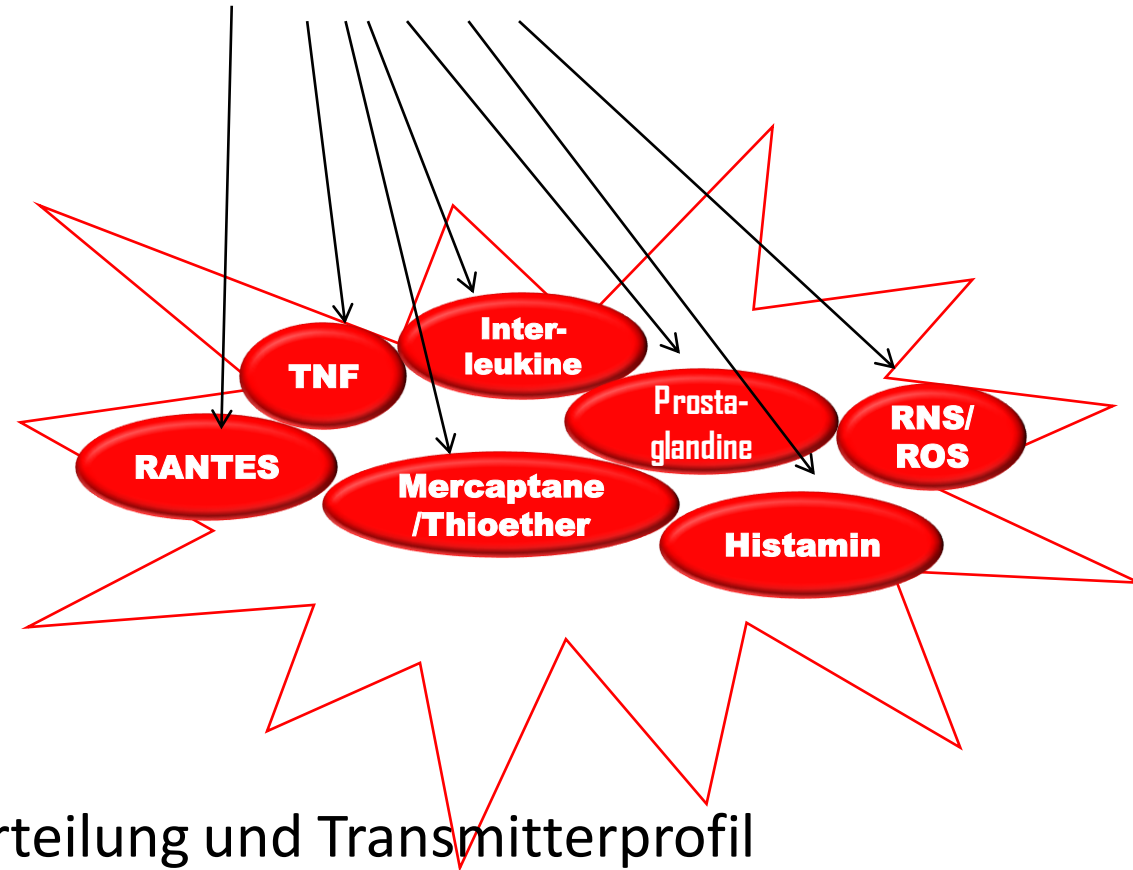 Inter-
leukine
TNF
Prosta-
glandine
RNS/
ROS
RANTES
Mercaptane
/Thioether
Histamin
rteilung und Transmitterprofil